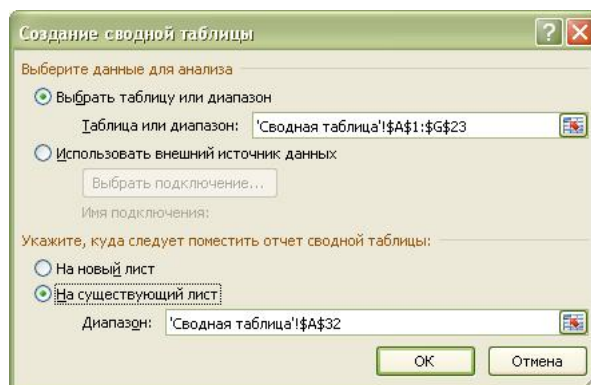 Создание сводной таблицы
Выберите данные для анализа
Выбрать таблицу или диапазон
Таблица или диапазон: 'Сводная таблица'!$A$1:$G$23
Использовать внешний источник данных
Выбрать подключение...
Имя подключения:
Укажите, куда следует поместить отчет сводной таблицы:
На новый лист
На существующий лист
Диапазон: 'Сводная таблица'!$A$32
ОК Отмена